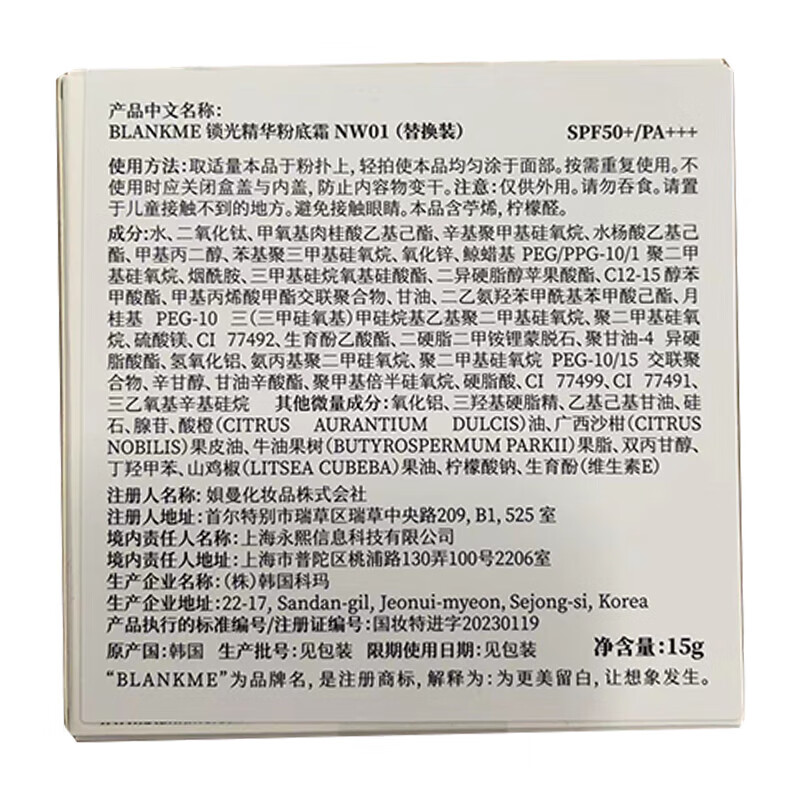 产品中文名称：
BLANKME 锁光精华粉底霜 NW01（替换装） SPF50+/PA+++
使用方法：取适量本品于粉扑上，轻拍使本品均匀涂于面部。按需重复使用。不
使用时应关闭盒盖与内盖，防止内容物变干。注意：仅供外用。请勿吞食。请置
于儿童接触不到的地方。避免接触眼睛。本品含苧烯，柠檬醛。
成分：水、二氧化钛、甲氧基肉桂酸乙基己酯、辛基聚甲基硅氧烷、水杨酸乙基己
酯、甲基丙二醇、苯基聚三甲基硅氧烷、氧化锌、鲸蜡基 PEG/PPG-10/1 聚二甲
基硅氧烷、烟酰胺、三甲基硅烷氧基硅酸酯、二异硬脂醇苹果酸酯、C12-15 醇苯
甲酸酯、甲基丙烯酸甲酯交联聚合物、甘油、二乙氨羟苯甲酰基苯甲酸己酯、月
桂基 PEG-10 三（三甲硅氧基）甲硅烷基乙基聚二甲基硅氧烷、聚二甲基硅氧
烷、硫酸镁、CI 77492、生育酚乙酸酯、二硬脂二甲铵锂蒙脱石、聚甘油-4 异硬
脂酸酯、氢氧化铝、氨丙基聚二甲硅氧烷、聚二甲基硅氧烷 PEG-10/15 交联聚
合物、辛甘醇、甘油辛酸酯、聚甲基倍半硅氧烷、硬脂酸、CI 77499、CI 77491、
三乙氧基辛基硅烷 其他微量成分：氧化铝、三羟基硬脂精、乙基己基甘油、硅
石、腺苷、酸橙（CITRUS AURANTIUM DULCIS）油、广西沙柑（CITRUS
NOBILIS）果皮油、牛油果树（BUTYROSPERMUM PARKII）果脂、双丙甘醇、
丁羟甲苯、山鸡椒（LITSEA CUBEBA）果油、柠檬酸钠、生育酚（维生素E）
注册人名称：娯曼化妆品株式会社
注册人地址：首尔特别市瑞草区瑞草中央路209, B1, 525 室
境内责任人名称：上海永熙信息科技有限公司
境内责任人地址：上海市普陀区桃浦路130弄100号2206室
生产企业名称：（株）韩国科玛
生产企业地址：22-17, Sandan-gil, Jeonui-myeon, Sejong-si, Korea
产品执行的标准编号/注册证编号：国妆特进字20230119
原产国：韩国 生产批号：见包装 限期使用日期：见包装 净含量：15g
“BLANKME”为品牌名，是注册商标，解释为：为更美留白，让想象发生。